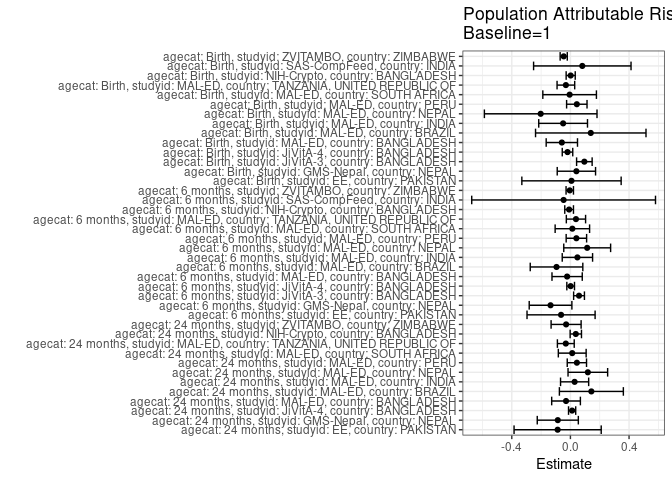 Population Attributable Ris
Baseline=1
agecat: Birth, studyid: ZVITAMBO, country: ZIMBABWE
agecat: Birth, studyid: SAS-CompFeed, country: INDIA
agecat: Birth, studyid: NIH-Crypto, country: BANGLADESH
agecat: Birth, studyid: MAL-ED, country: TANZANIA, UNITED REPUBLIC OF
agecat: Birth, studyid: MAL-ED, country: SOUTH AFRICA
agecat: Birth, studyid: MAL-ED, country: PERU
agecat: Birth, studyid: MAL-ED, country: NEPAL
agecat: Birth, studyid: MAL-ED, country: INDIA
agecat: Birth, studyid: MAL-ED, country: BRAZIL
agecat: Birth, studyid: MAL-ED, country: BANGLADESH
agecat: Birth, studyid: JiVitA-4, country: BANGLADESH
agecat: Birth, studyid: JiVitA-3, country: BANGLADESH
agecat: Birth, studyid: GMS-Nepal, country: NEPAL
agecat: Birth, studyid: EE, country: PAKISTAN
agecat: 6 months, studyid: ZVITAMBO, country: ZIMBABWE
agecat: 6 months, studyid: SAS-CompFeed, country: INDIA
agecat: 6 months, studyid: NIH-Crypto, country: BANGLADESH
agecat: 6 months, studyid: MAL-ED, country: TANZANIA, UNITED REPUBLIC OF
agecat: 6 months, studyid: MAL-ED, country: SOUTH AFRICA
agecat: 6 months, studyid: MAL-ED, country: PERU
agecat: 6 months, studyid: MAL-ED, country: NEPAL
agecat: 6 months, studyid: MAL-ED, country: INDIA
agecat: 6 months, studyid: MAL-ED, country: BRAZIL
agecat: 6 months, studyid: MAL-ED, country: BANGLADESH
agecat: 6 months, studyid: JiVitA-4, country: BANGLADESH
agecat: 6 months, studyid: JiVitA-3, country: BANGLADESH
agecat: 6 months, studyid: GMS-Nepal, country: NEPAL
agecat: 6 months, studyid: EE, country: PAKISTAN
agecat: 24 months, studyid: ZVITAMBO, country: ZIMBABWE
agecat: 24 months, studyid: NIH-Crypto, country: BANGLADESH
agecat: 24 months, studyid: MAL-ED, country: TANZANIA, UNITED REPUBLIC OF
agecat: 24 months, studyid: MAL-ED, country: SOUTH AFRICA
agecat: 24 months, studyid: MAL-ED, country: PERU
agecat: 24 months, studyid: MAL-ED, country: NEPAL
agecat: 24 months, studyid: MAL-ED, country: INDIA
agecat: 24 months, studyid: MAL-ED, country: BRAZIL
agecat: 24 months, studyid: MAL-ED, country: BANGLADESH
agecat: 24 months, studyid: JiVitA-4, country: BANGLADESH
agecat: 24 months, studyid: GMS-Nepal, country: NEPAL
agecat: 24 months, studyid: EE, country: PAKISTAN
-0.4 0.0 0.4
Estimate